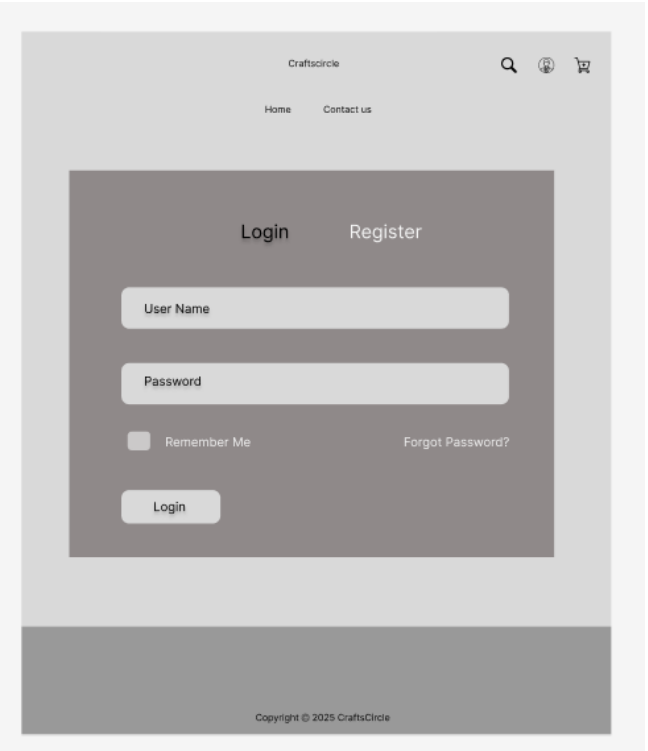 Craftscircle
Home Contact us
Login Register
User Name
Password
Remember Me Forgot Password?
Login
Copyright © 2025 CraftsCircle